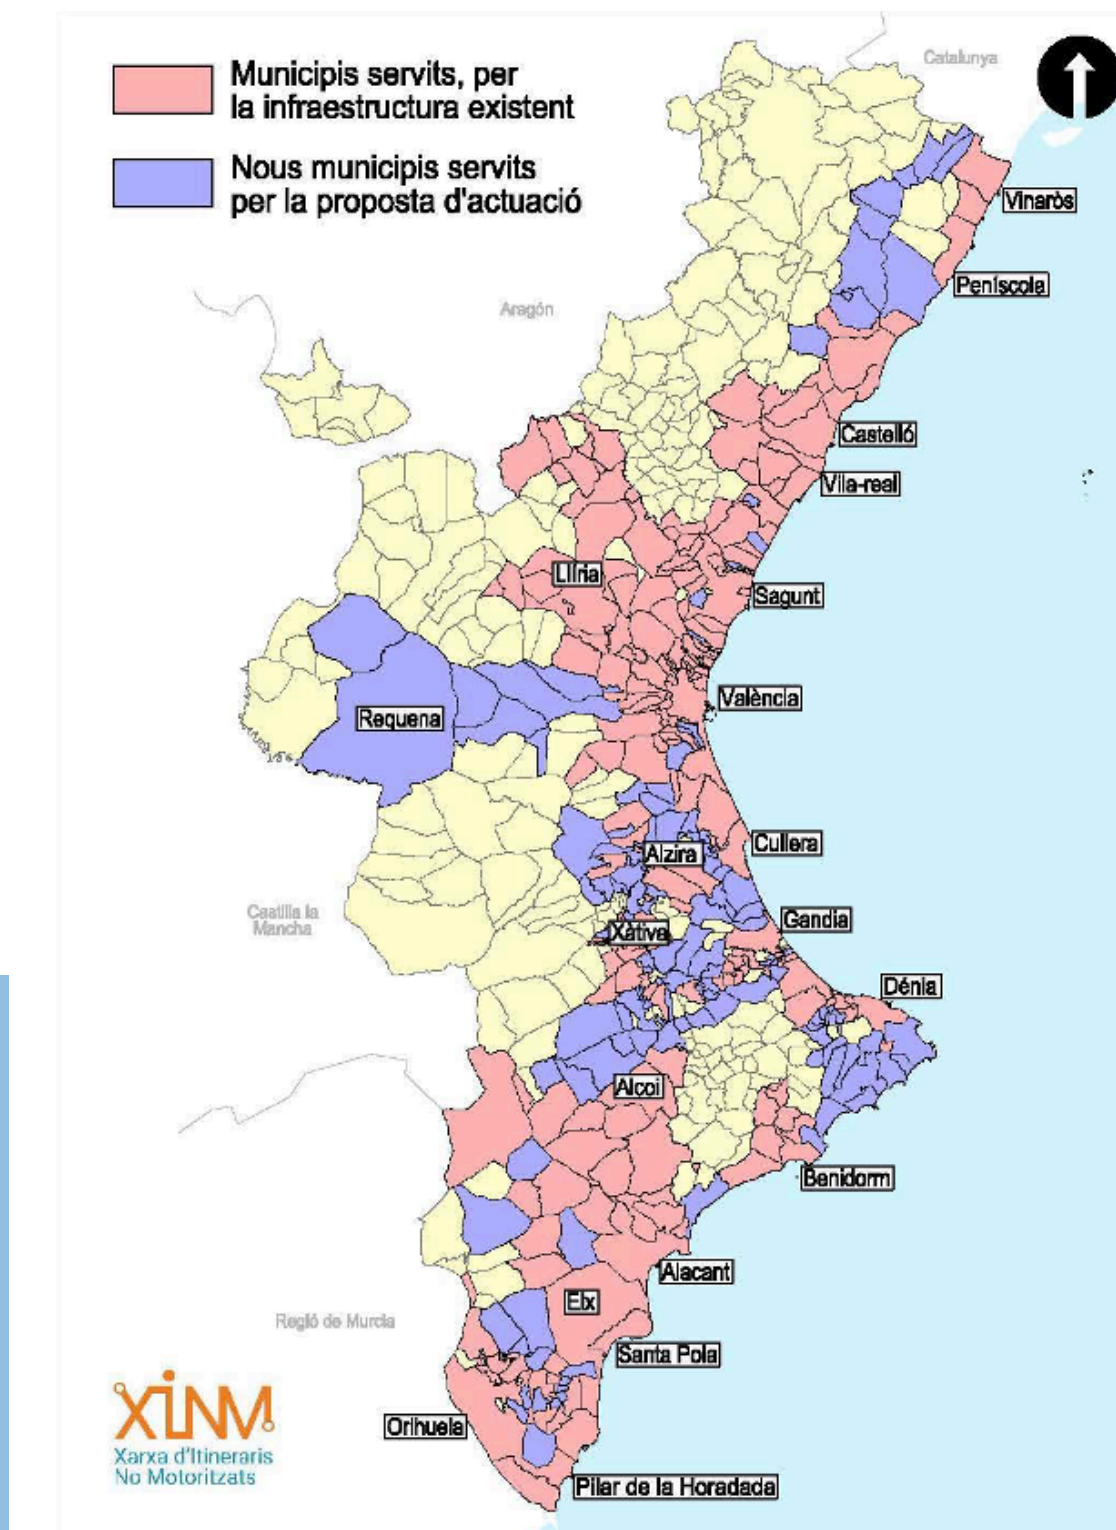 Municipis servits, per
la infraestructura existent
Nous municipis servits
per la proposta d'actuació
Catalunya
Vinaròs
Peníscola
Aragón
Castelló
Vila-real
Llíria
Sagunt
València
Requena
Cullera
Alzira
Castilla la
Mancha
Gandia
Xàtiva
Dénia
Alcoi
Benidorm
Alacant
Elx
Regló de Murcia
Santa Pola
XINM
Xarxa d'Itineraris
No Motoritzats
Orihuela
Pilar de la Horadada